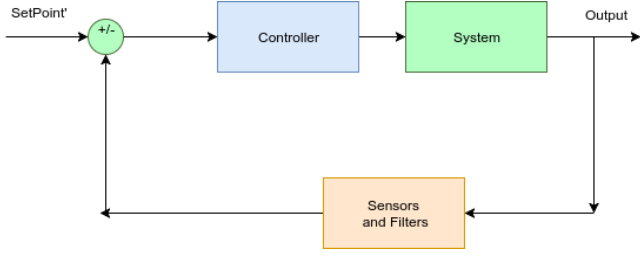 SetPoint'
Output
+/-
Controller
System
Sensors
and Filters